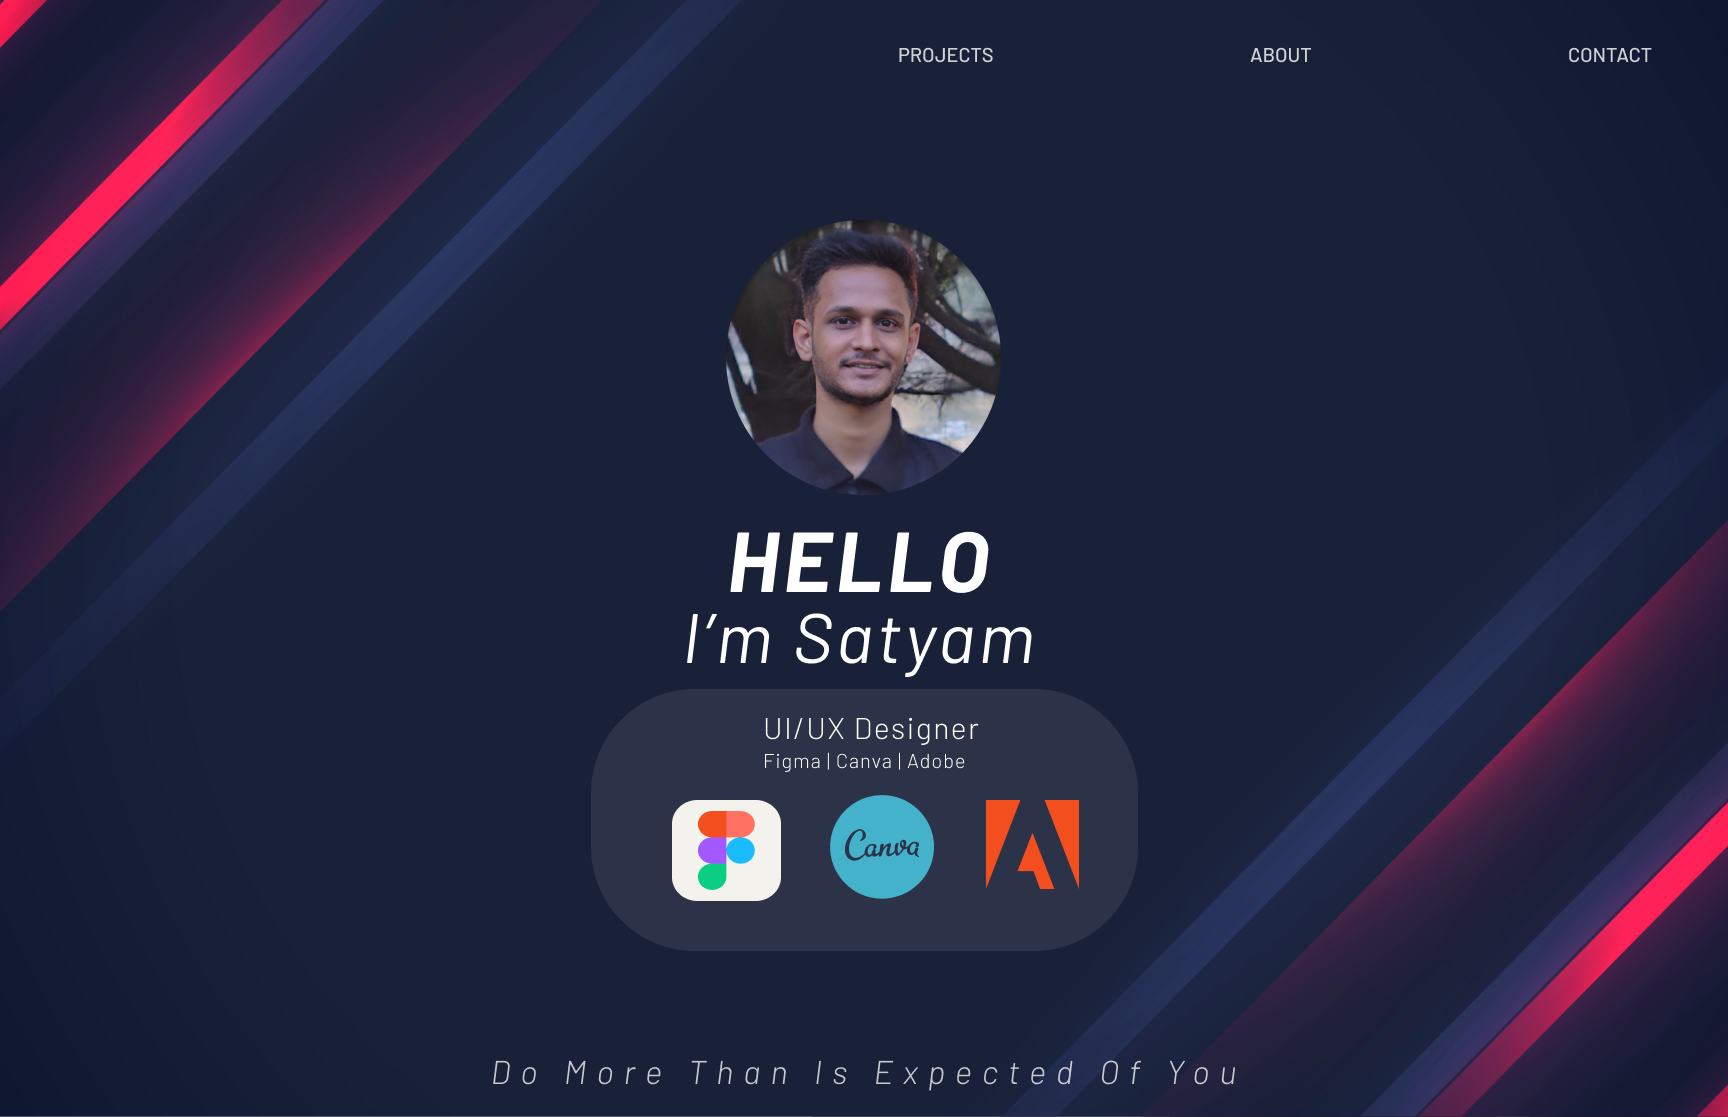 PROJECTS ABOUT CONTACT
HELLO
I’m Satyam
UI/UX Designer
Figma | Canva | Adobe
Canva
Do More Than Is Expected Of You